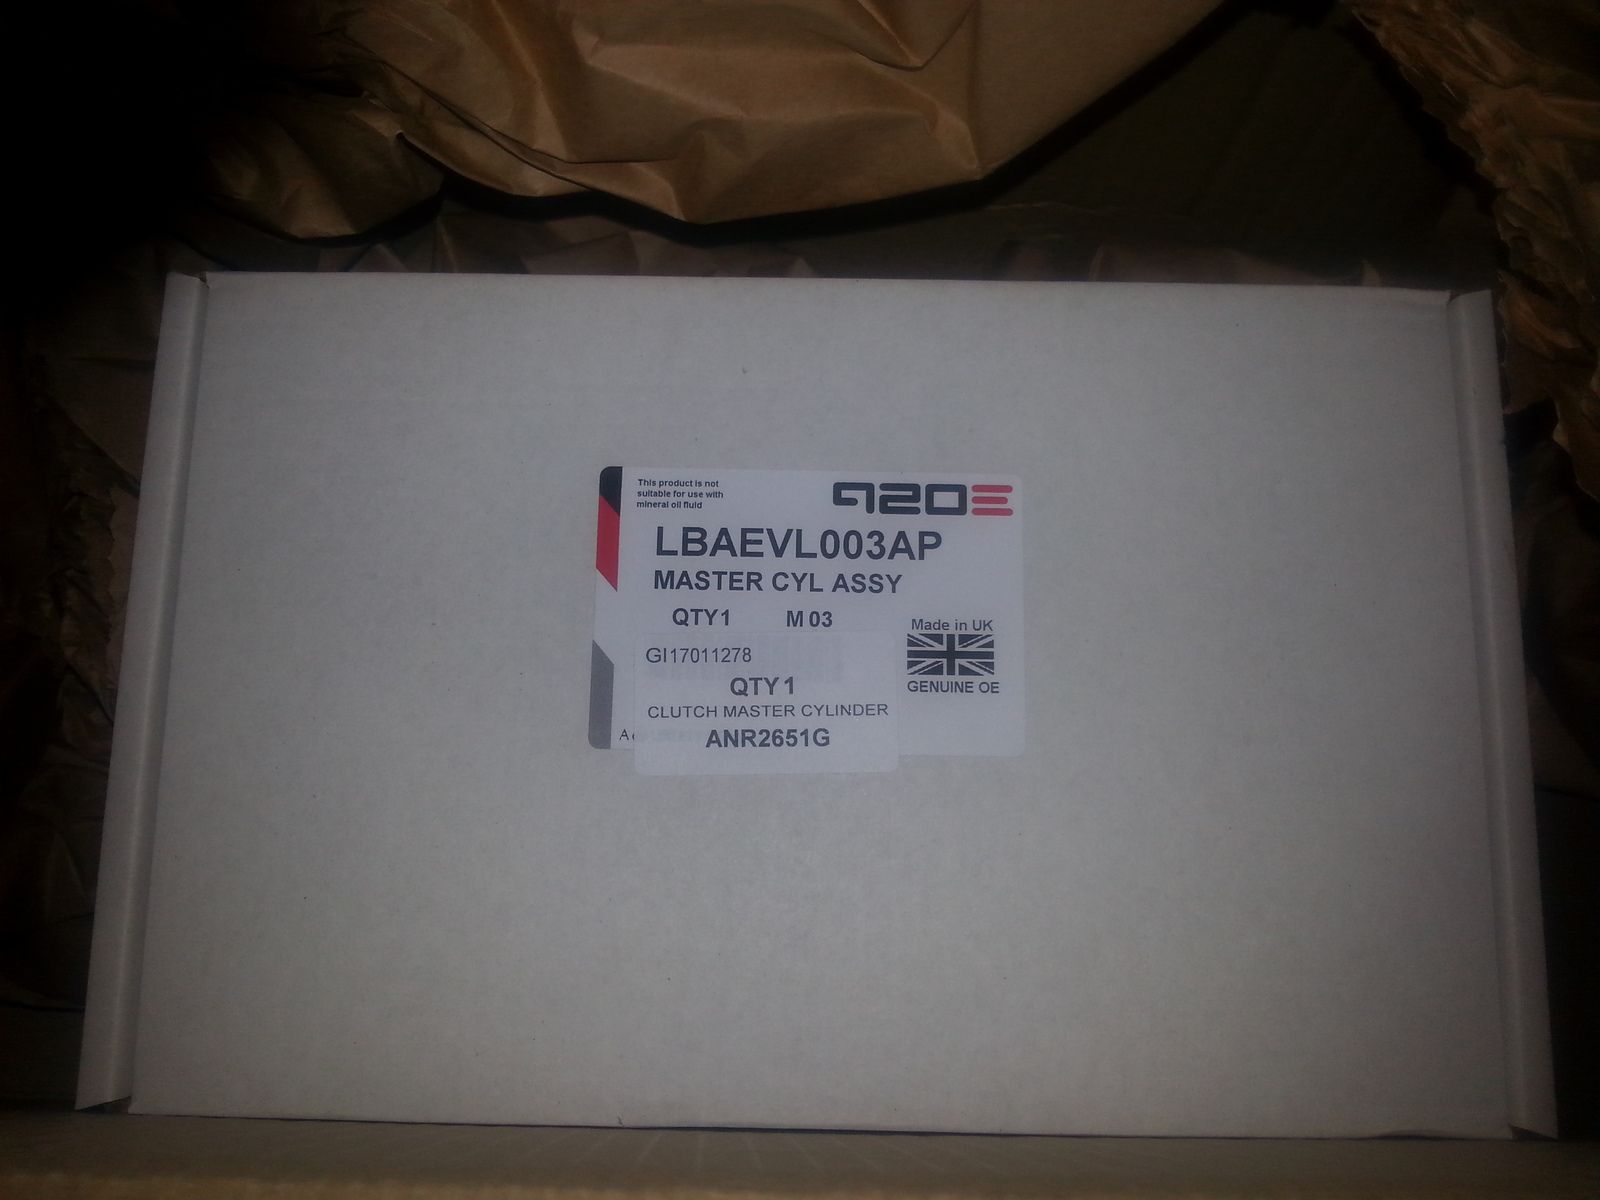 This product is not
suitable for use with
mineral oil fluid
LBAEVL003AP
MASTER CYL ASSY
QTY1 M 03
Made in UK
GENUINE OE
GI17011278
QTY 1
CLUTCH MASTER CYLINDER
ANR2651G